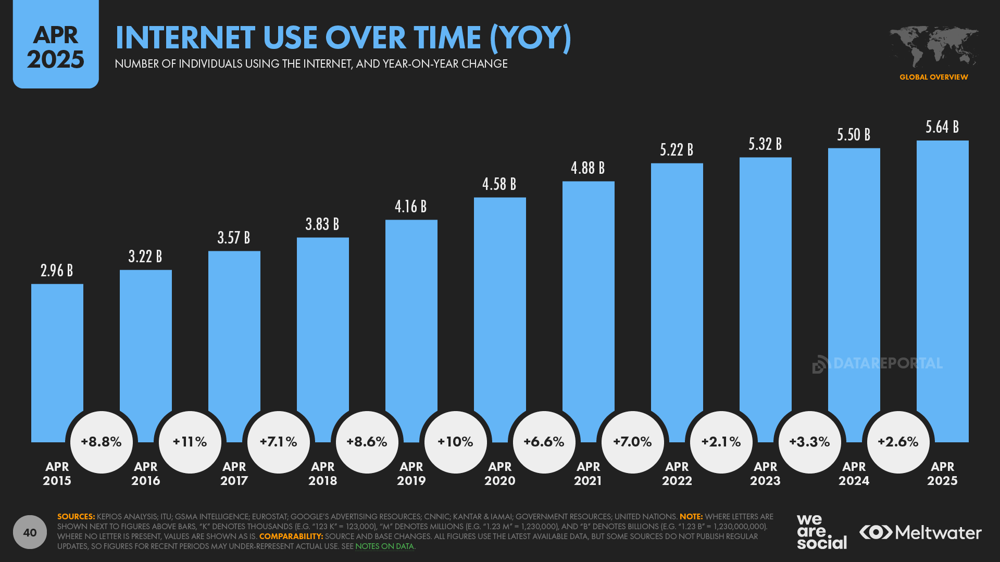 APR
2025
INTERNET USE OVER TIME (YOY)
NUMBER OF INDIVIDUALS USING THE INTERNET, AND YEAR-ON-YEAR CHANGE
GLOBAL OVERVIEW
2.96 B
3.22 B
3.57 B
3.83 B
4.16 B
4.58 B
4.88 B
5.22 B
5.32 B
5.50 B
5.64 B
DATAREPORTAL
+8.8%
+11%
+7.1%
+8.6%
+10%
+6.6%
+7.0%
+2.1%
+3.3%
+2.6%
APR
2015
APR
2016
APR
2017
APR
2018
APR
2019
APR
2020
APR
2021
APR
2022
APR
2023
APR
2024
APR
2025
40
SOURCES: KEPIOS ANALYSIS; ITU; GSMA INTELLIGENCE; EUROSTAT; GOOGLE’S ADVERTISING RESOURCES; CNNIC; KANTAR & IAMAI; GOVERNMENT RESOURCES; UNITED NATIONS. NOTE: WHERE LETTERS ARE
SHOWN NEXT TO FIGURES ABOVE BARS, “K” DENOTES THOUSANDS (E.G. “123 K” = 123,000), “M” DENOTES MILLIONS (E.G. “1.23 M” = 1,230,000), AND “B” DENOTES BILLIONS (E.G. “1.23 B” = 1,230,000,000).
WHERE NO LETTER IS PRESENT, VALUES ARE SHOWN AS IS. COMPARABILITY: SOURCE AND BASE CHANGES. ALL FIGURES USE THE LATEST AVAILABLE DATA, BUT SOME SOURCES DO NOT PUBLISH REGULAR
UPDATES, SO FIGURES FOR RECENT PERIODS MAY UNDER-REPRESENT ACTUAL USE. SEE NOTES ON DATA.
we
are
social
Meltwater